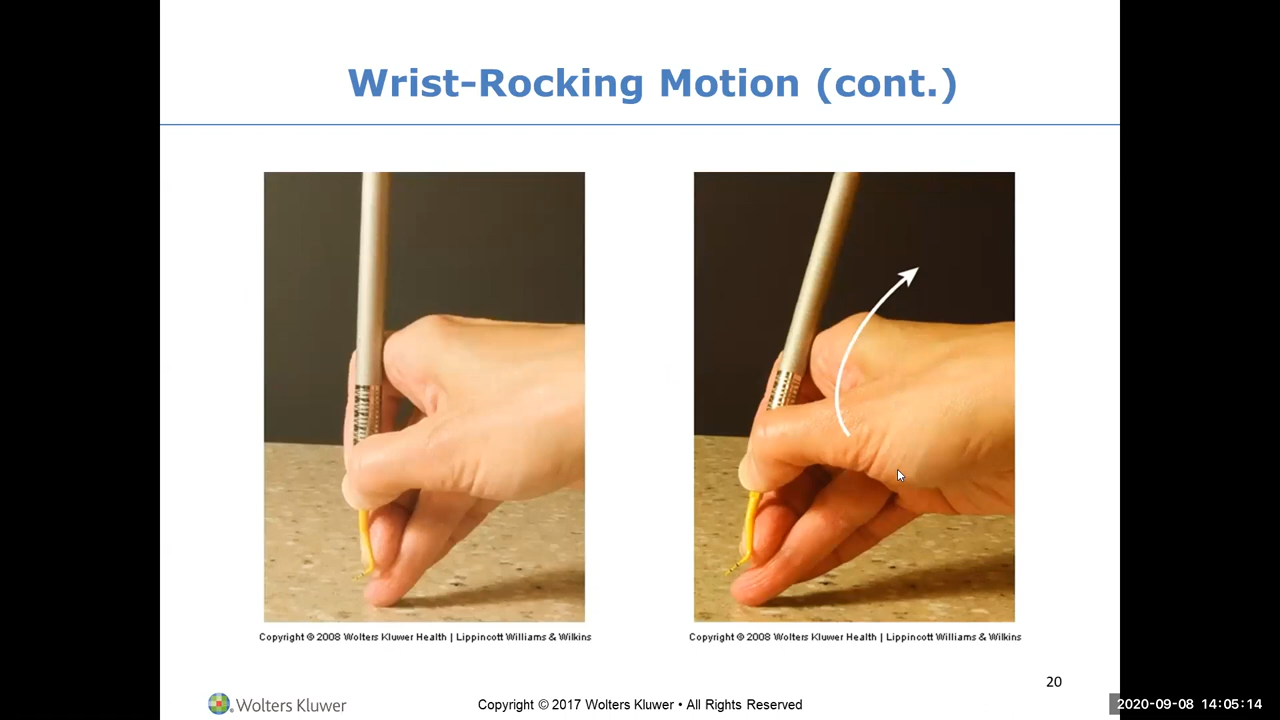 Wrist-Rocking Motion (cont.)
Copyright © 2008 Wolters Kluwer Health | Lippincott Williams & Wilkins
Copyright © 2008 Wolters Kluwer Health | Lippincott Williams & Wilkins
20
Wolters Kluwer
Copyright © 2017 Wolters Kluwer • All Rights Reserved
2020-09-08 14:05:14